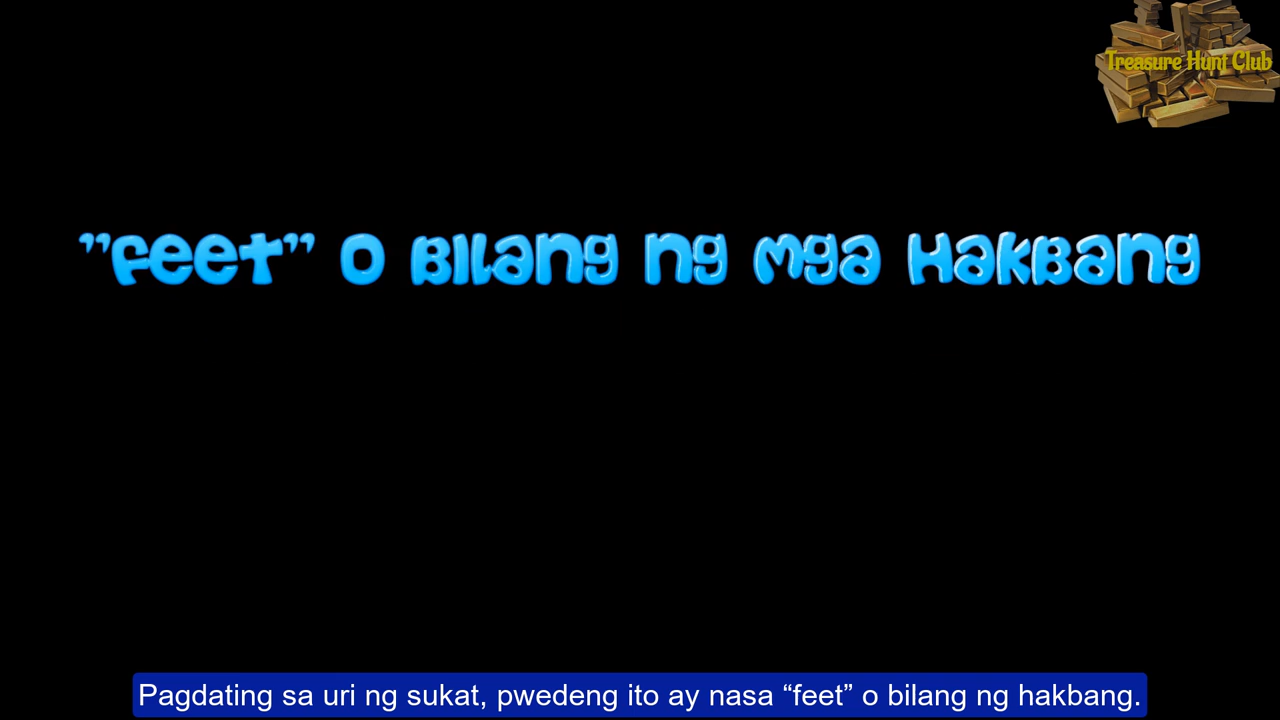 Treasure Hunt Club
"Feet" o Bilang ng mga Hakbang
Pagdating sa uri ng sukat, pwedeng ito ay nasa “feet” o bilang ng hakbang.